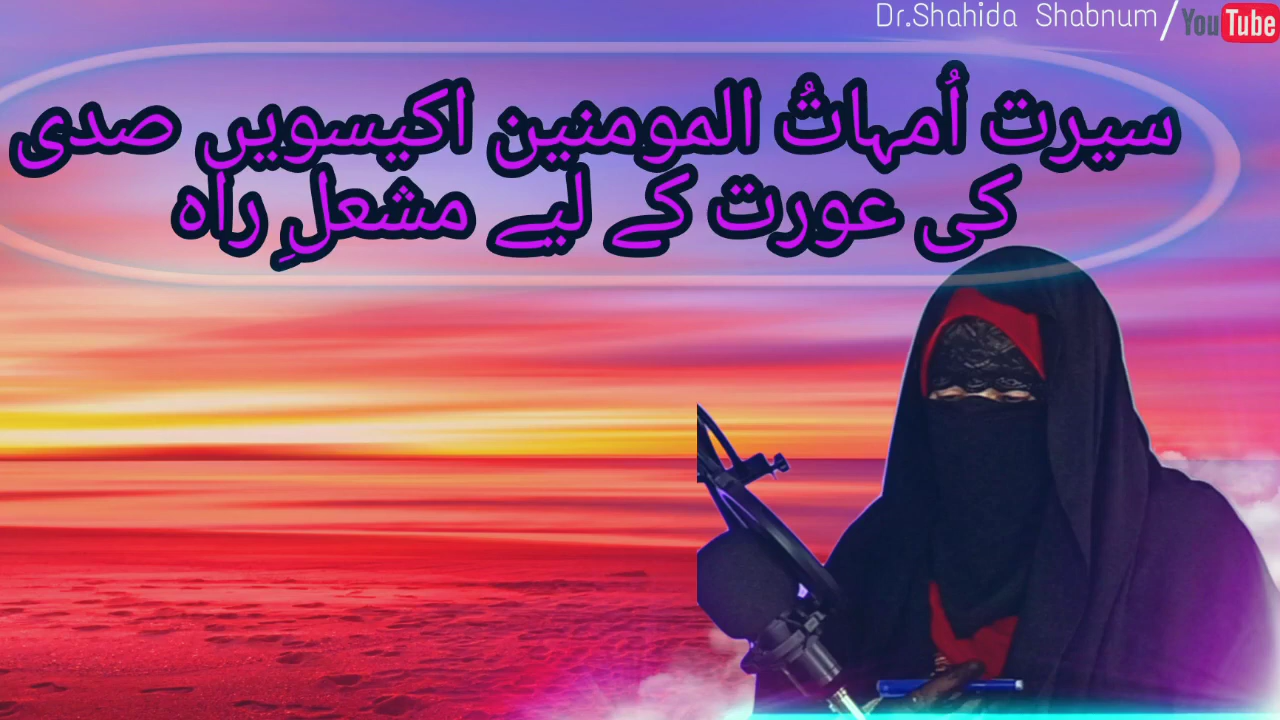 Dr.Shahida Shabnum/YouTube
سیرت اُمہاتُ المومنین اکیسویں صدی
کی عورت کے لیے مشعلِ راہ